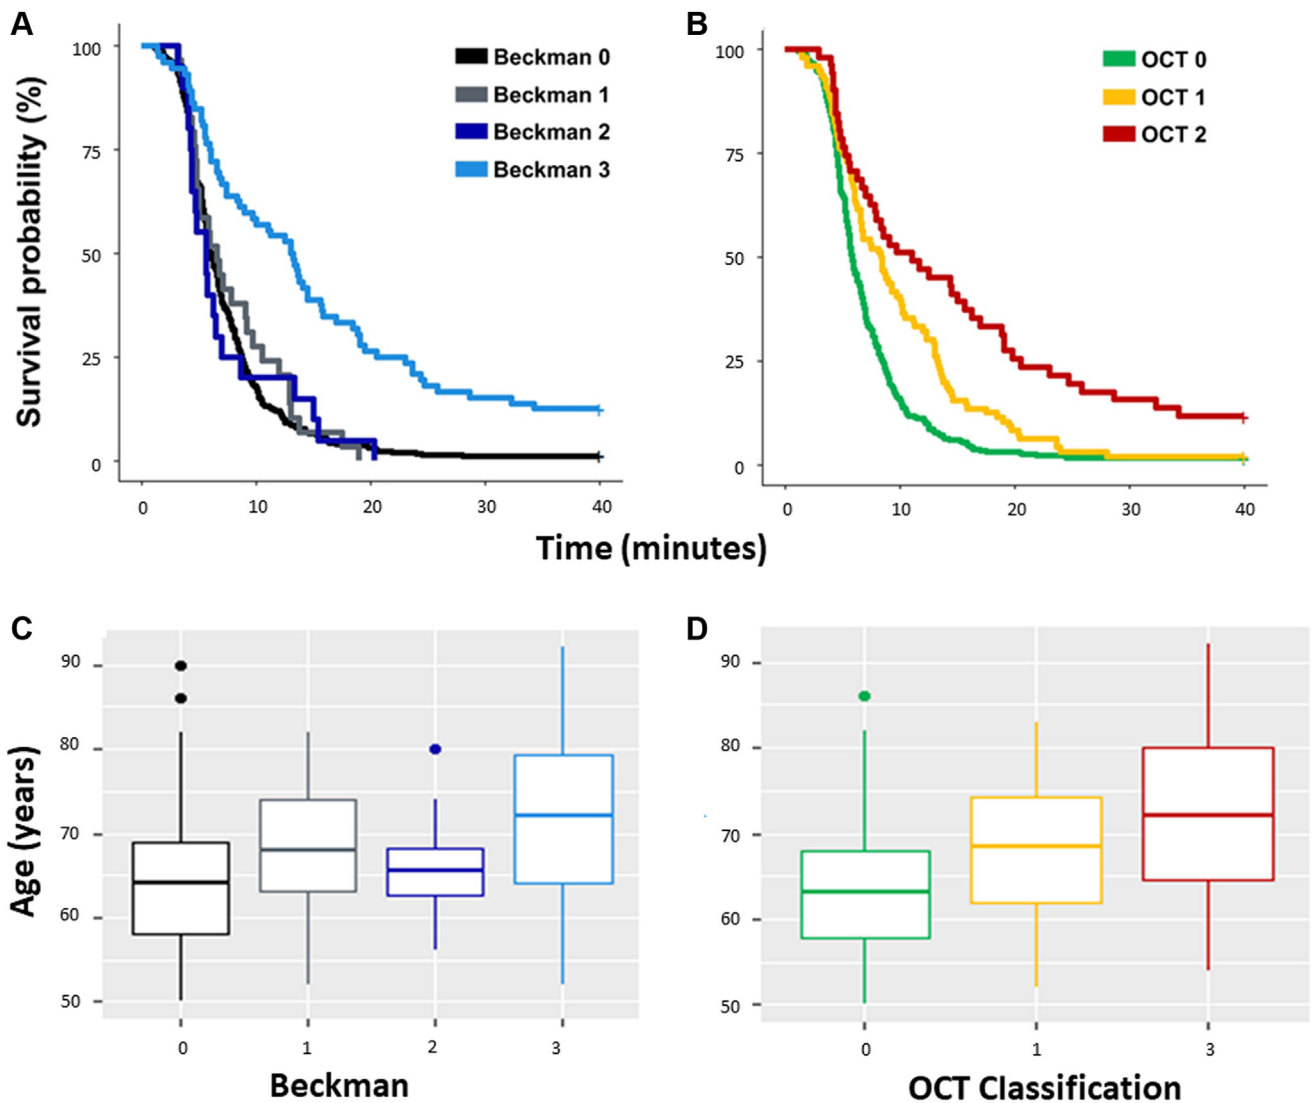 A
Survival probability (%)
100
75
50
25
0
0 10 20 30 40
Beckman 0
Beckman 1
Beckman 2
Beckman 3
B
100
75
50
25
0
0 10 20 30 40
OCT 0
OCT 1
OCT 2
Time (minutes)
C
Age (years)
90
80
70
60
50
0 1 2 3
Beckman
D
90
80
70
60
50
0 1 3
OCT Classification